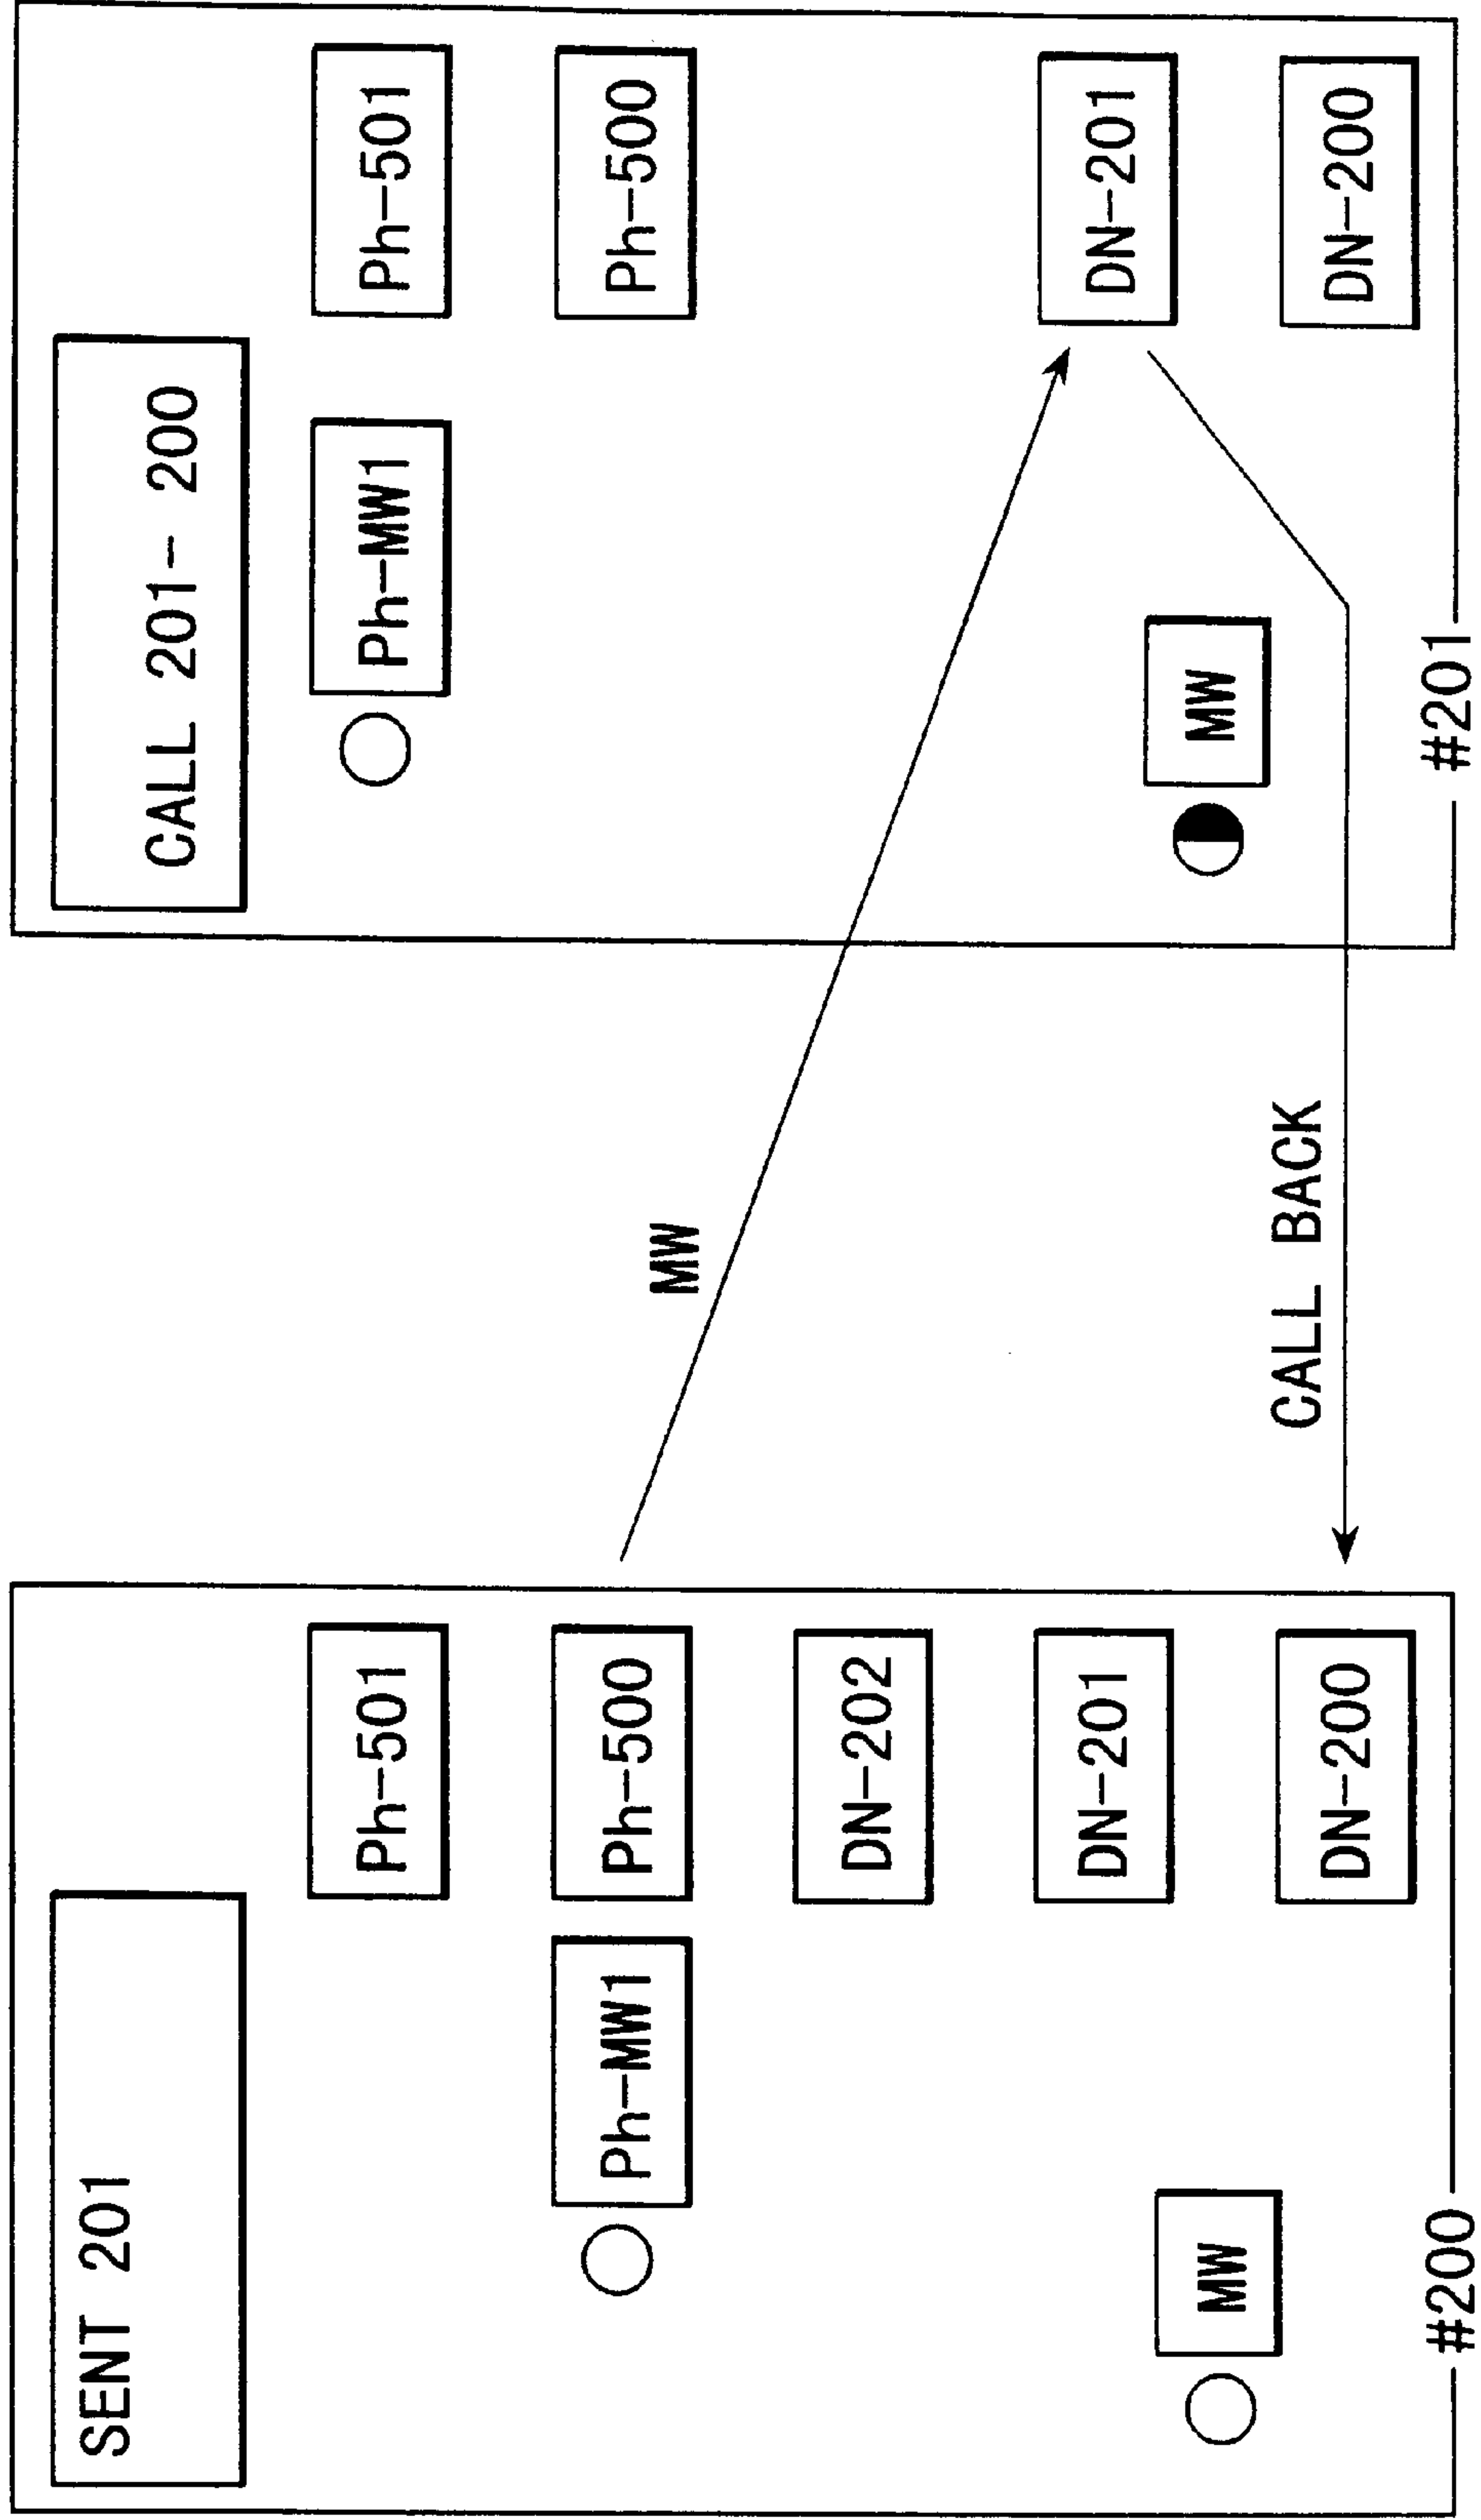 SENT 201
Ph-501
Ph-MW1
Ph-500
DN-202
DN-201
MW
DN-200
#200
MW
CALL BACK
CALL 201- 200
Ph-MW1
Ph-501
Ph-500
DN-201
MW
DN-200
#201